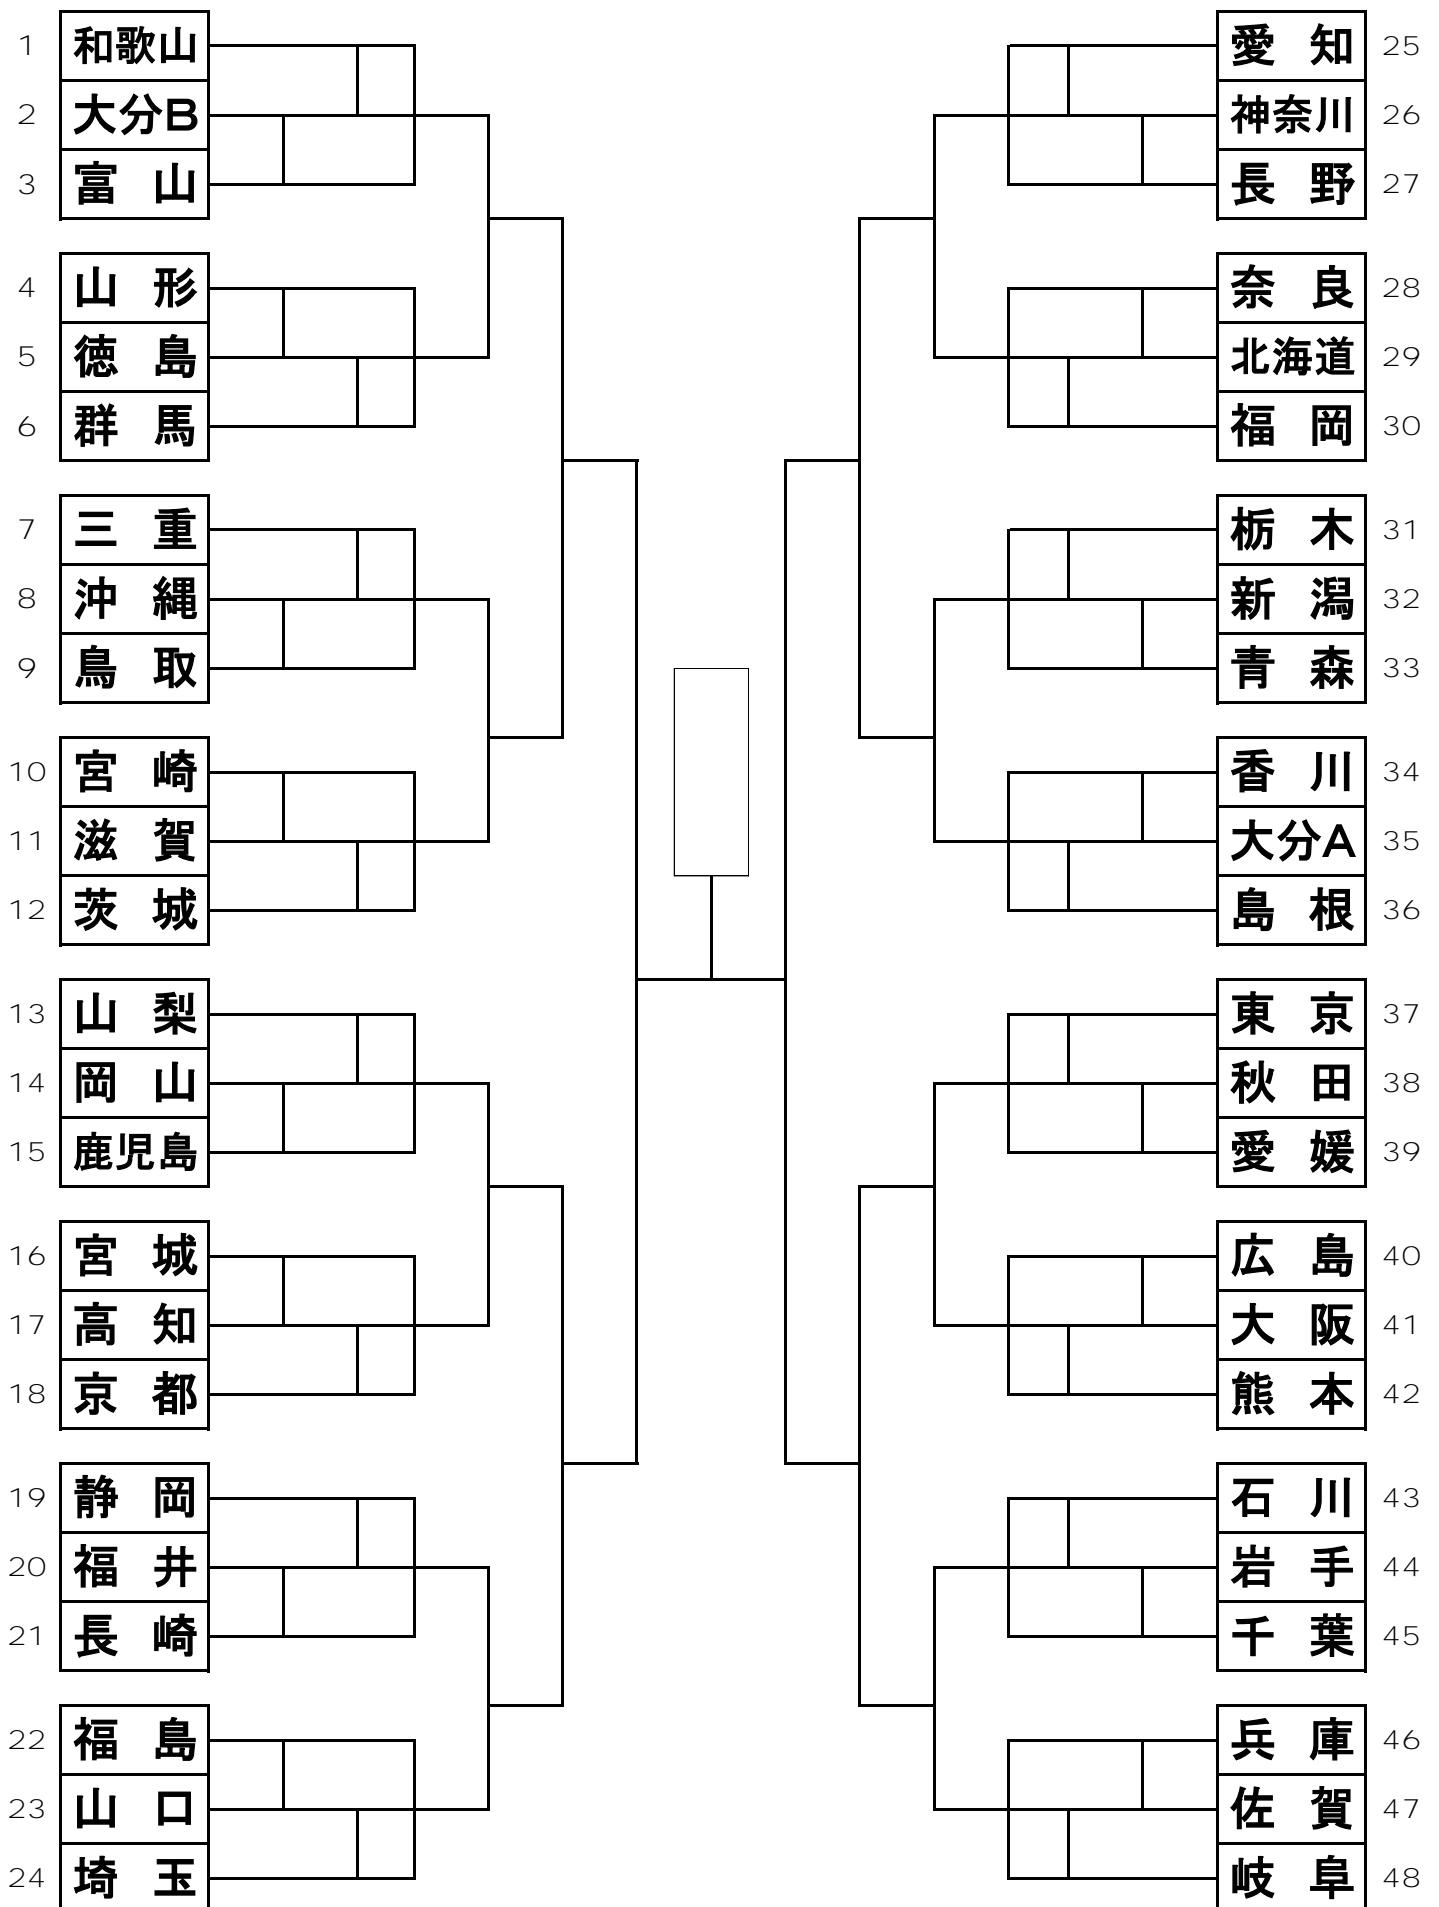 1 和歌山
2 大分B
3 富山
4 山形
5 徳島
6 群馬
7 三重
8 沖縄
9 鳥取
10 宮崎
11 滋賀
12 茨城
13 山梨
14 岡山
15 鹿児島
16 宮城
17 高知
18 京都
19 静岡
20 福井
21 長崎
22 福島
23 山口
24 埼玉
愛知 25
神奈川 26
長野 27
奈良 28
北海道 29
福岡 30
栃木 31
新潟 32
青森 33
香川 34
大分A 35
島根 36
東京 37
秋田 38
愛媛 39
広島 40
大阪 41
熊本 42
石川 43
岩手 44
千葉 45
兵庫 46
佐賀 47
岐阜 48